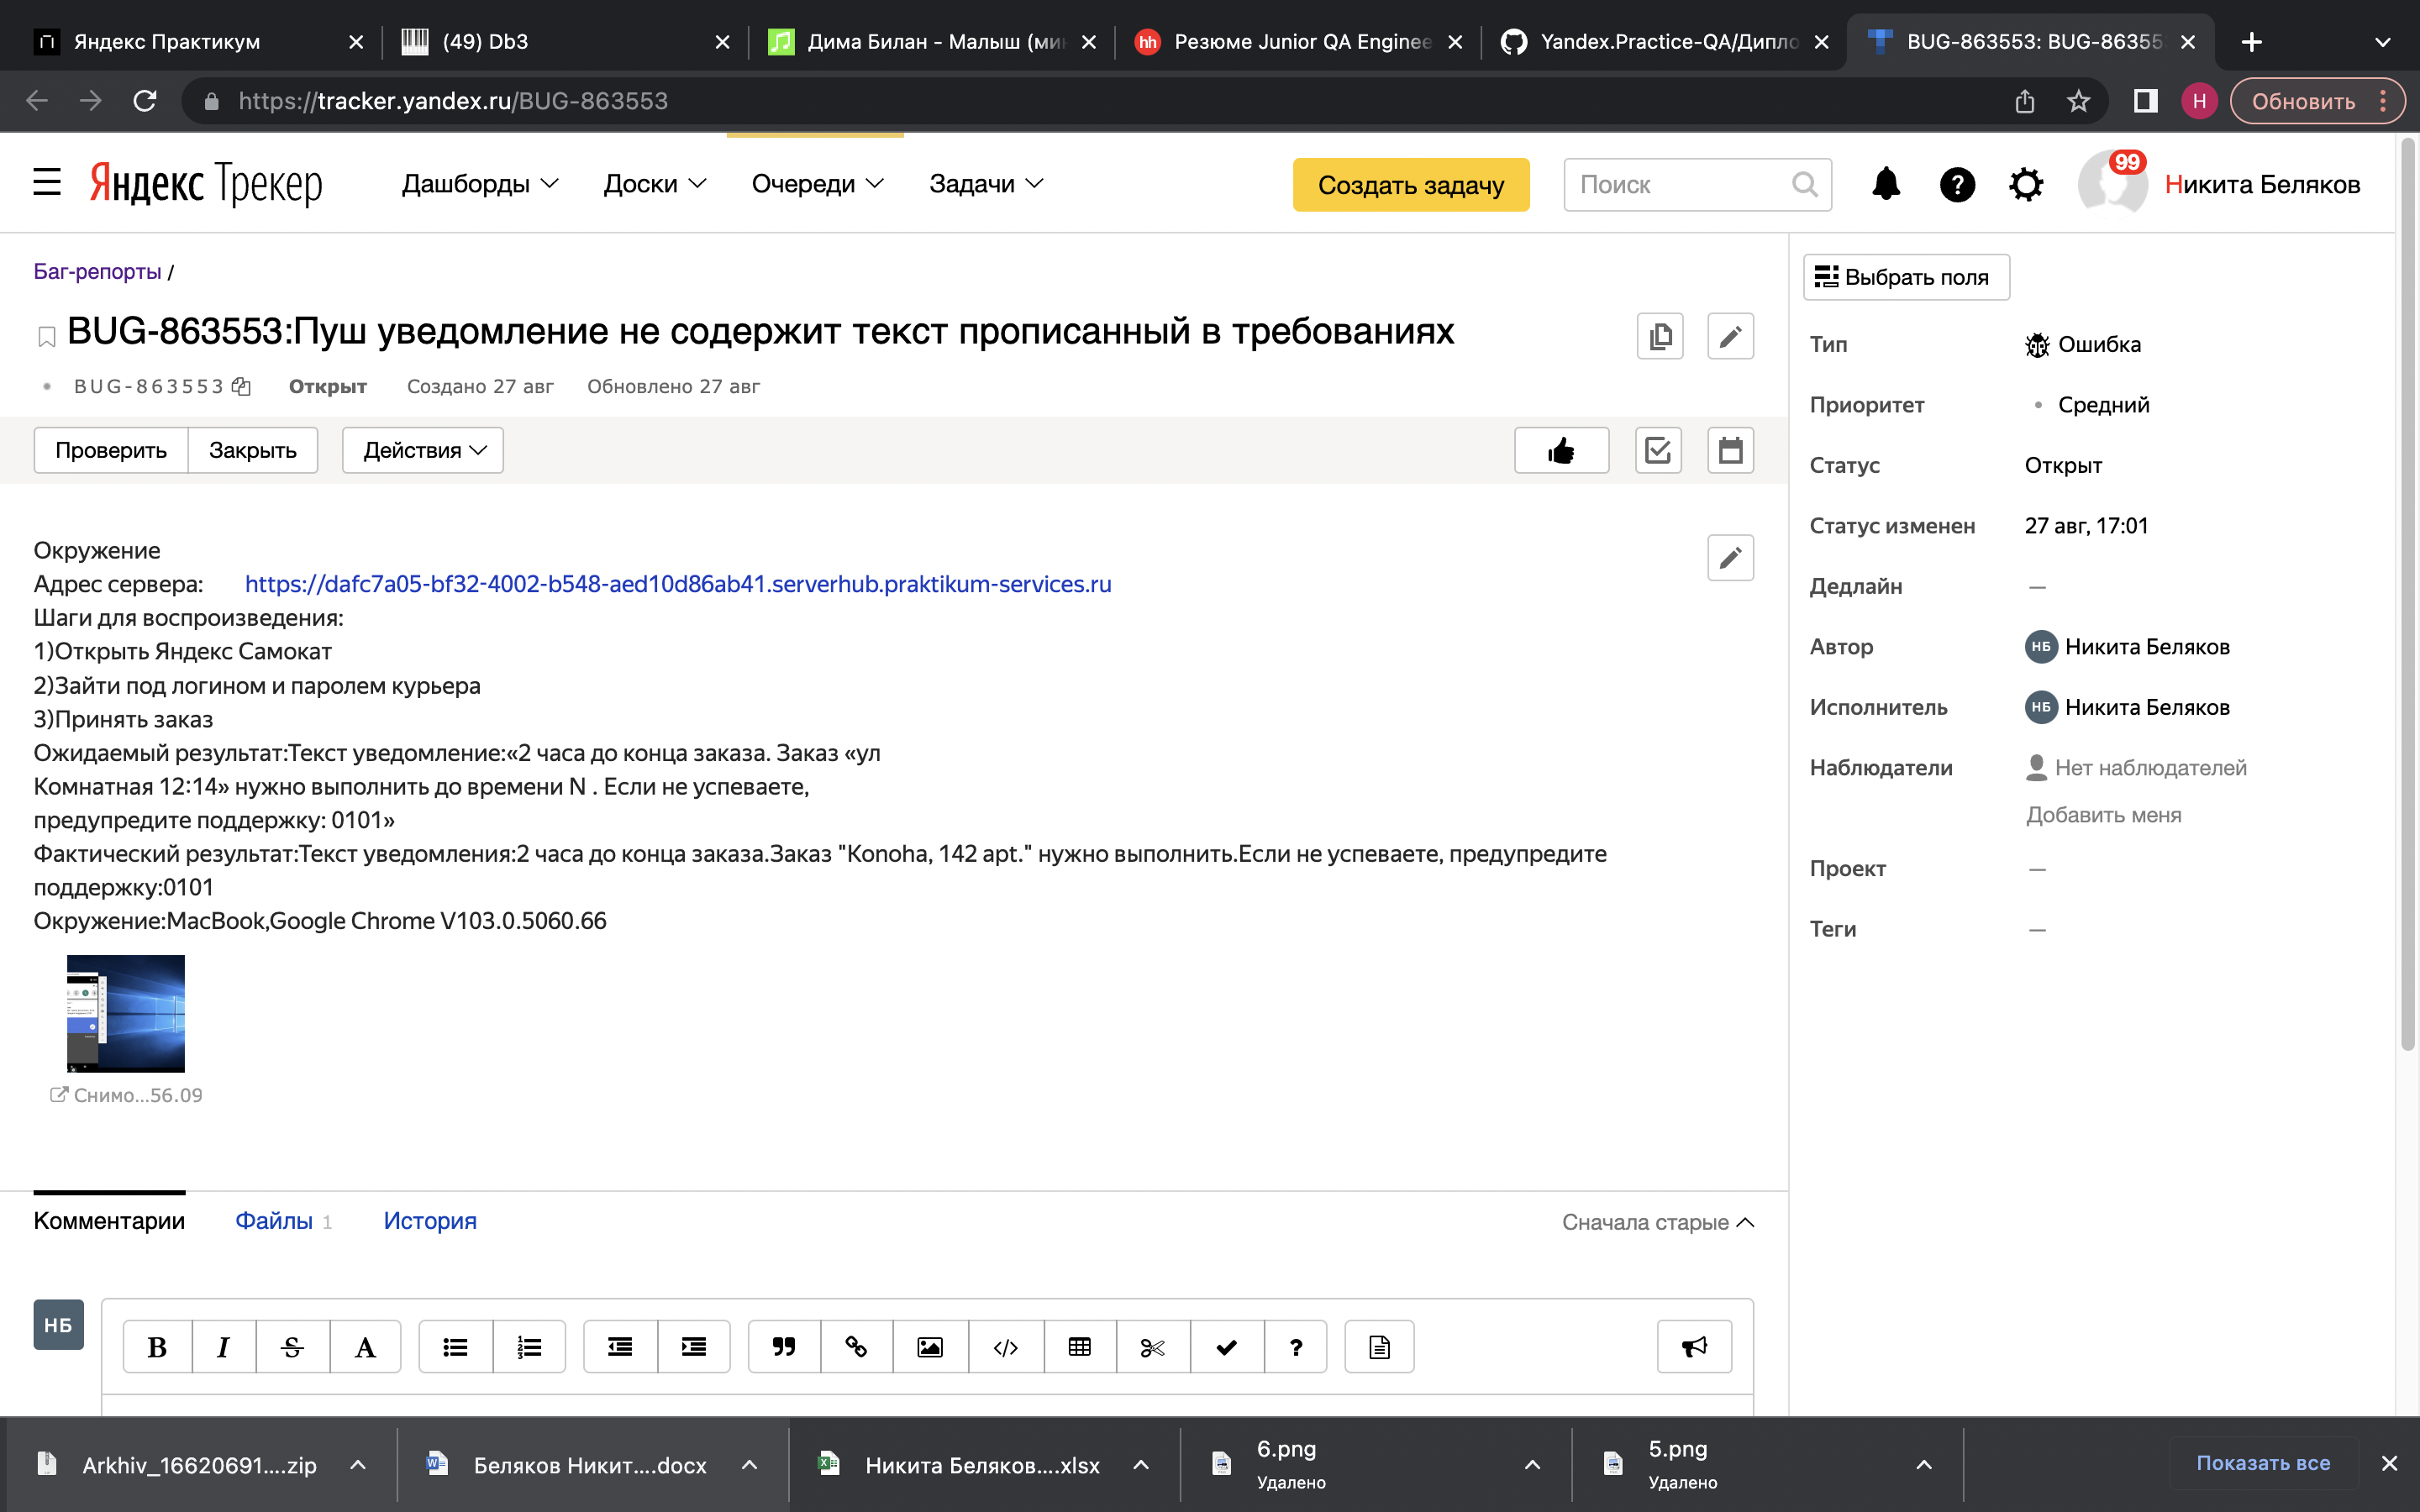 Яндекс Практикум
(49) Db3
Дима Билан - Малыш (мин
Резюме Junior QA Enginee
Yandex.Practice-QA/Дипло
BUG-863553: BUG-86355
https://tracker.yandex.ru/BUG-863553
Н
Обновить
Яндекс Трекер
Дашборды
Доски
Очереди
Задачи
Создать задачу
Поиск
99
Никита Беляков
Баг-репорты /
BUG-863553:Пуш уведомление не содержит текст прописанный в требованиях
BUG-863553
Открыт
Создано 27 авг
Обновлено 27 авг
Проверить
Закрыть
Действия
Окружение
Адрес сервера: https://dafc7a05-bf32-4002-b548-aed10d86ab41.serverhub.praktikum-services.ru
Шаги для воспроизведения:
1)Открыть Яндекс Самокат
2)Зайти под логином и паролем курьера
3)Принять заказ
Ожидаемый результат:Текст уведомление:«2 часа до конца заказа. Заказ «ул
Комнатная 12:14» нужно выполнить до времени N . Если не успеваете,
предупредите поддержку: 0101»
Фактический результат:Текст уведомления:2 часа до конца заказа.Заказ "Konoha, 142 apt." нужно выполнить.Если не успеваете, предупредите
поддержку:0101
Окружение:MacBook,Google Chrome V103.0.5060.66
Снимо...56.09
Выбрать поля
Тип Ошибка
Приоритет Средний
Статус Открыт
Статус изменен 27 авг, 17:01
Дедлайн —
Автор НБ Никита Беляков
Исполнитель НБ Никита Беляков
Наблюдатели Нет наблюдателей
Добавить меня
Проект —
Теги —
Комментарии
Файлы 1
История
Сначала старые
НБ
B I S A
Arkhiv_16620691....zip
Беляков Никит....docx
Никита Беляков....xlsx
6.png
Удалено
5.png
Удалено
Показать все